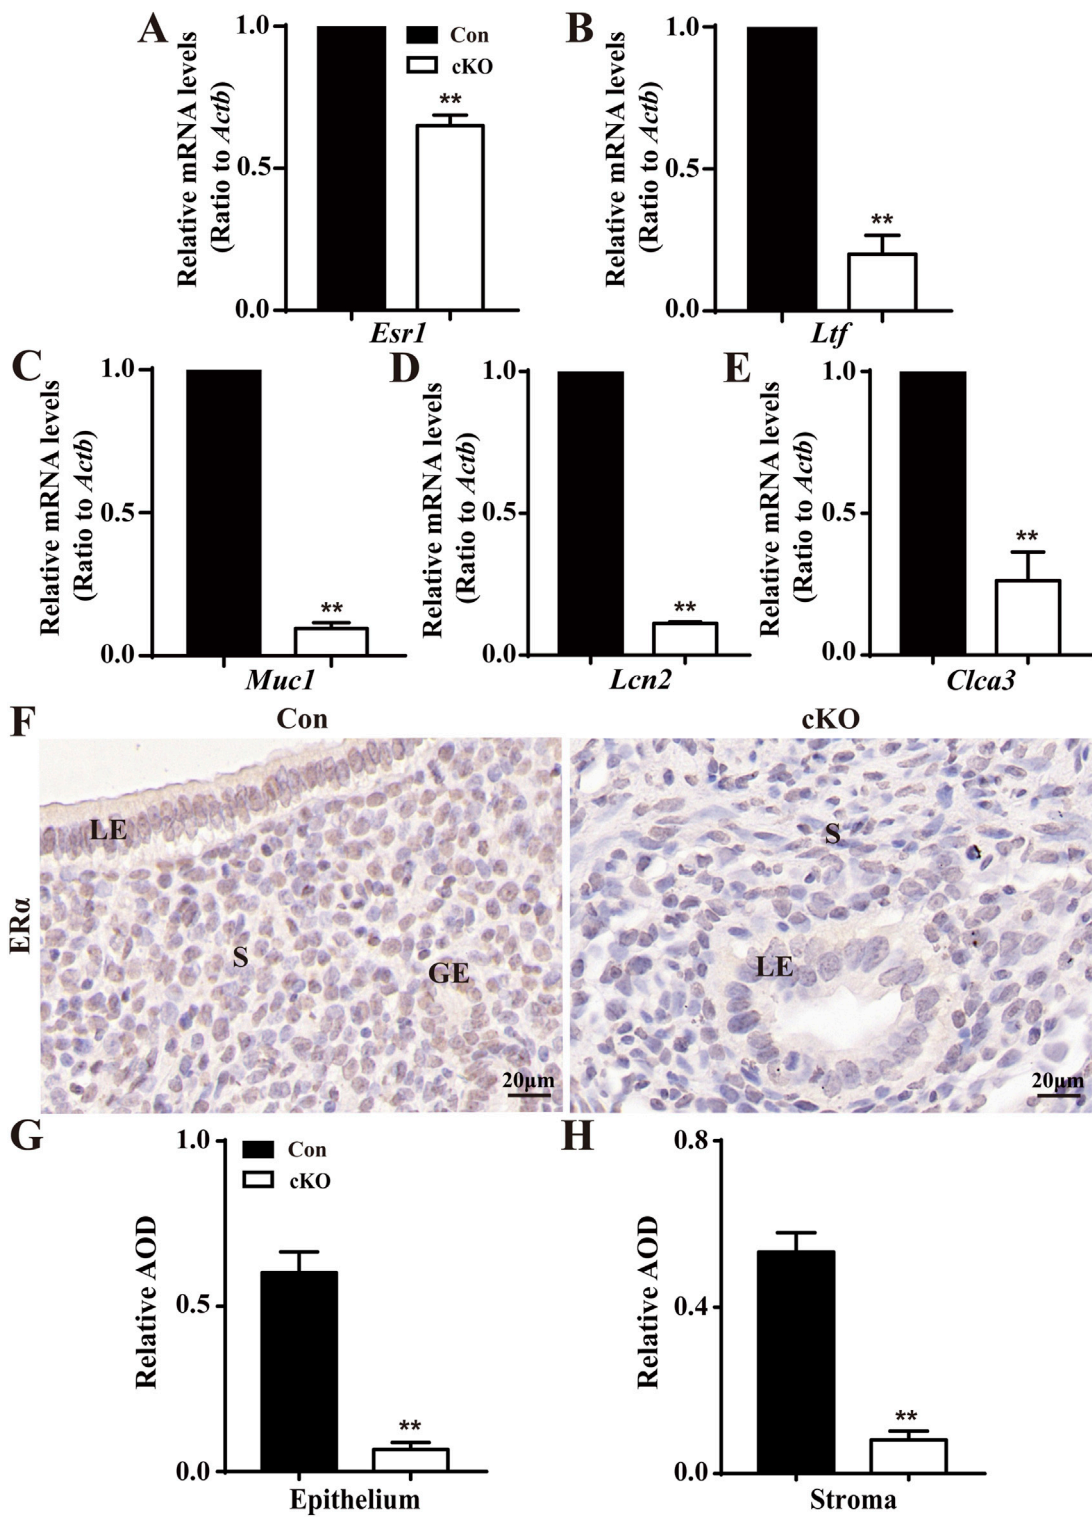 A
Relative mRNA levels
(Ratio to Actb)
1.0
0.5
0.0
Con
cKO
**
Esr1
B
Relative mRNA levels
(Ratio to Actb)
1.0
0.5
0.0
**
Ltf
C
Relative mRNA levels
(Ratio to Actb)
1.0
0.5
0.0
**
Muc1
D
Relative mRNA levels
(Ratio to Actb)
1.0
0.5
0.0
**
Lcn2
E
Relative mRNA levels
(Ratio to Actb)
1.0
0.5
0.0
**
Clca3
F
Con
cKO
ERα
LE
S
GE
20μm
S
LE
20μm
G
Relative AOD
1.0
0.5
0.0
Con
cKO
**
Epithelium
H
Relative AOD
0.8
0.4
0.0
**
Stroma